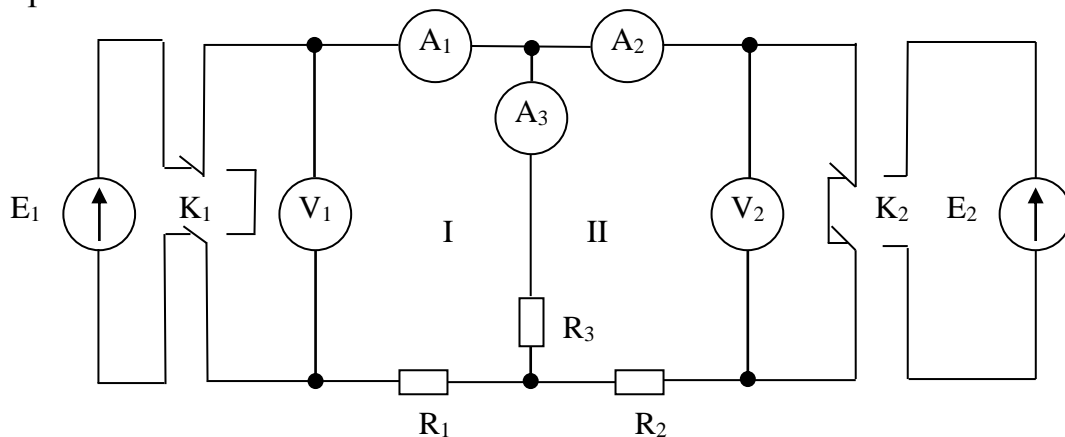 A₁ A₂
A₃
E₁ K₁ V₁ V₂ K₂ E₂
I II
R₃
R₁ R₂